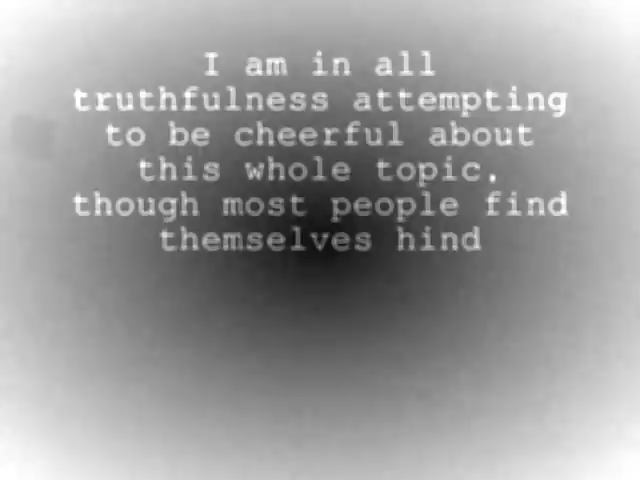 I am in all
truthfulness attempting
to be cheerful about
this whole topic,
though most people find
themselves hind